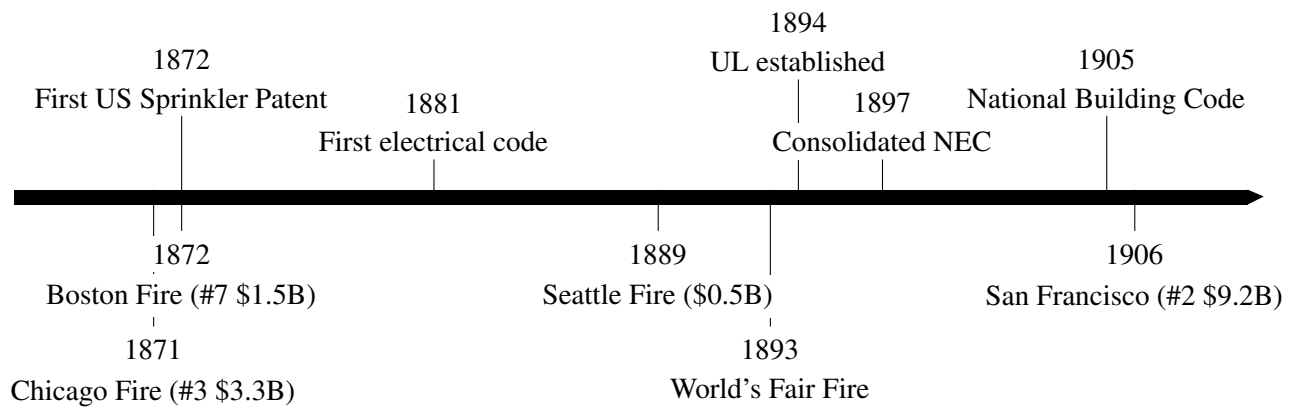 1894
UL established
1872
First US Sprinkler Patent
1905
National Building Code
1881
First electrical code
1897
Consolidated NEC
1872
Boston Fire (#7 $1.5B)
1889
Seattle Fire ($0.5B)
1906
San Francisco (#2 $9.2B)
1871
Chicago Fire (#3 $3.3B)
1893
World's Fair Fire